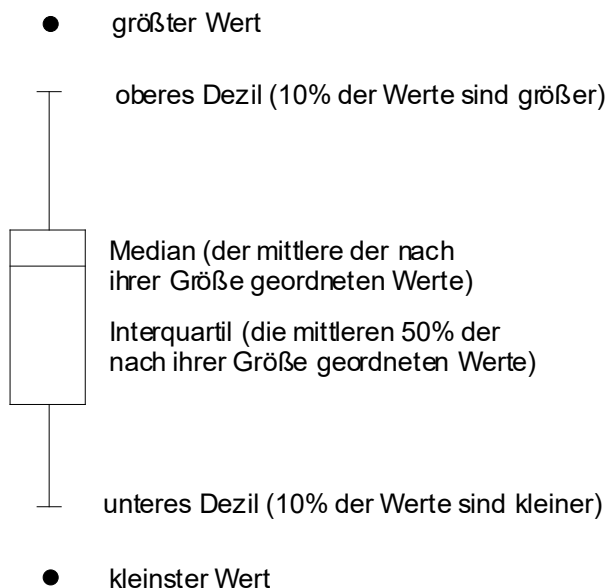 größter Wert
oberes Dezil (10% der Werte sind größer)
Median (der mittlere der nach
ihrer Größe geordneten Werte)
Interquartil (die mittleren 50% der
nach ihrer Größe geordneten Werte)
unteres Dezil (10% der Werte sind kleiner)
kleinster Wert